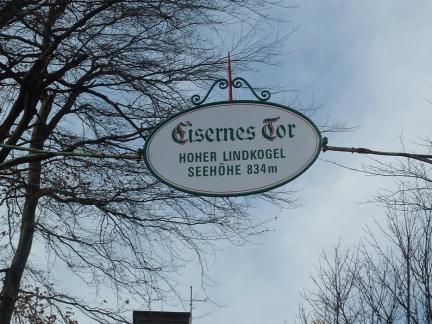 Eisernes Tor
HOHER LINDKOGEL
SEEHÖHE 834m